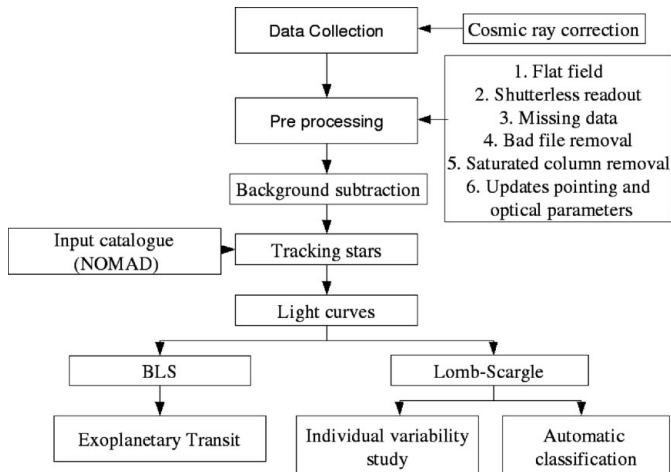 Data Collection
Cosmic ray correction
Pre processing
1. Flat field
2. Shutterless readout
3. Missing data
4. Bad file removal
5. Saturated column removal
6. Updates pointing and
optical parameters
Background subtraction
Input catalogue
(NOMAD)
Tracking stars
Light curves
BLS
Lomb-Scargle
Exoplanetary Transit
Individual variability
study
Automatic
classification